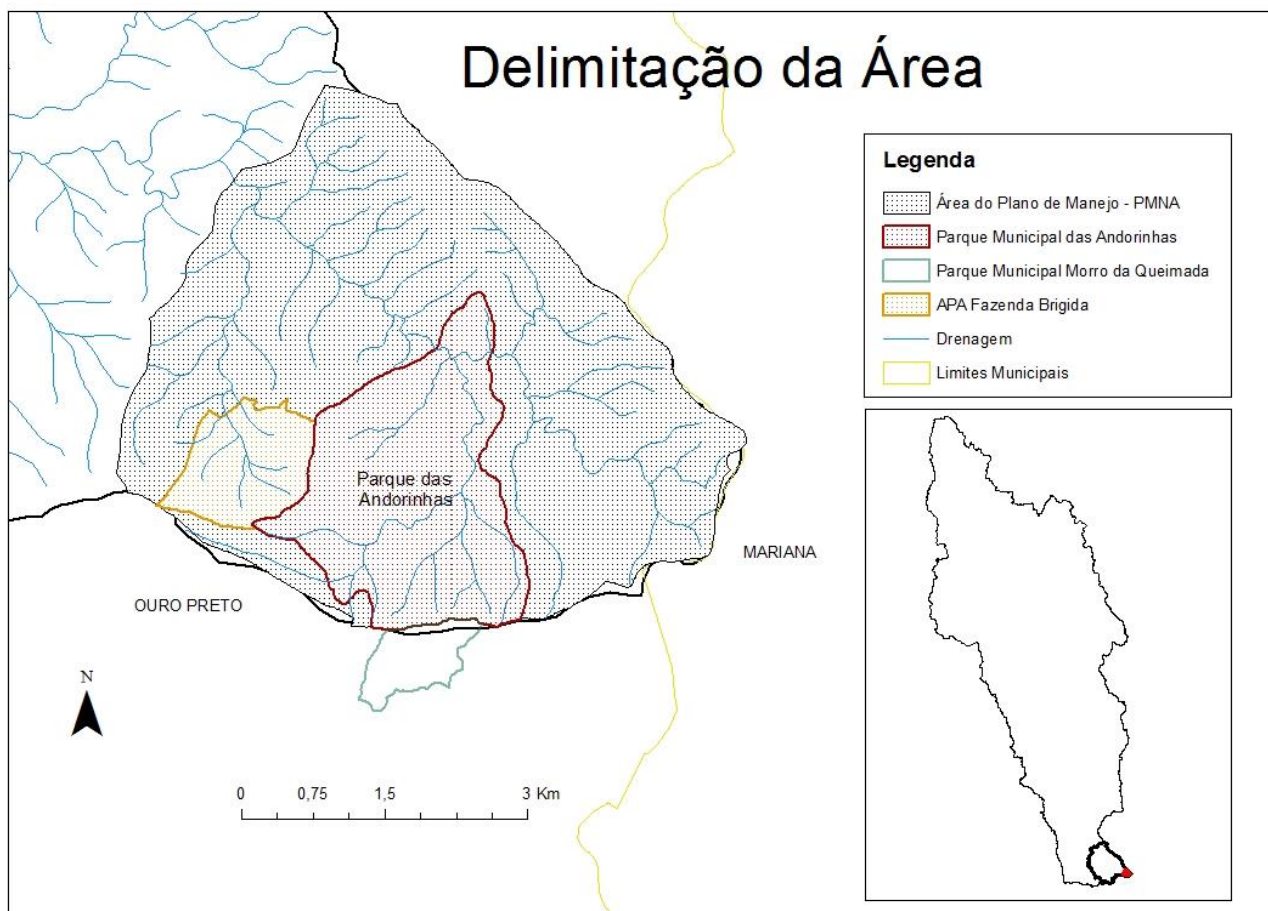 Delimitação da Área
Legenda
Área do Plano de Manejo - PMNA
Parque Municipal das Andorinhas
Parque Municipal Morro da Queimada
APA Fazenda Brigida
Drenagem
Limites Municipais
Parque das
Andorinhas
MARIANA
OURO PRETO
N
0 0,75 1,5 3 Km